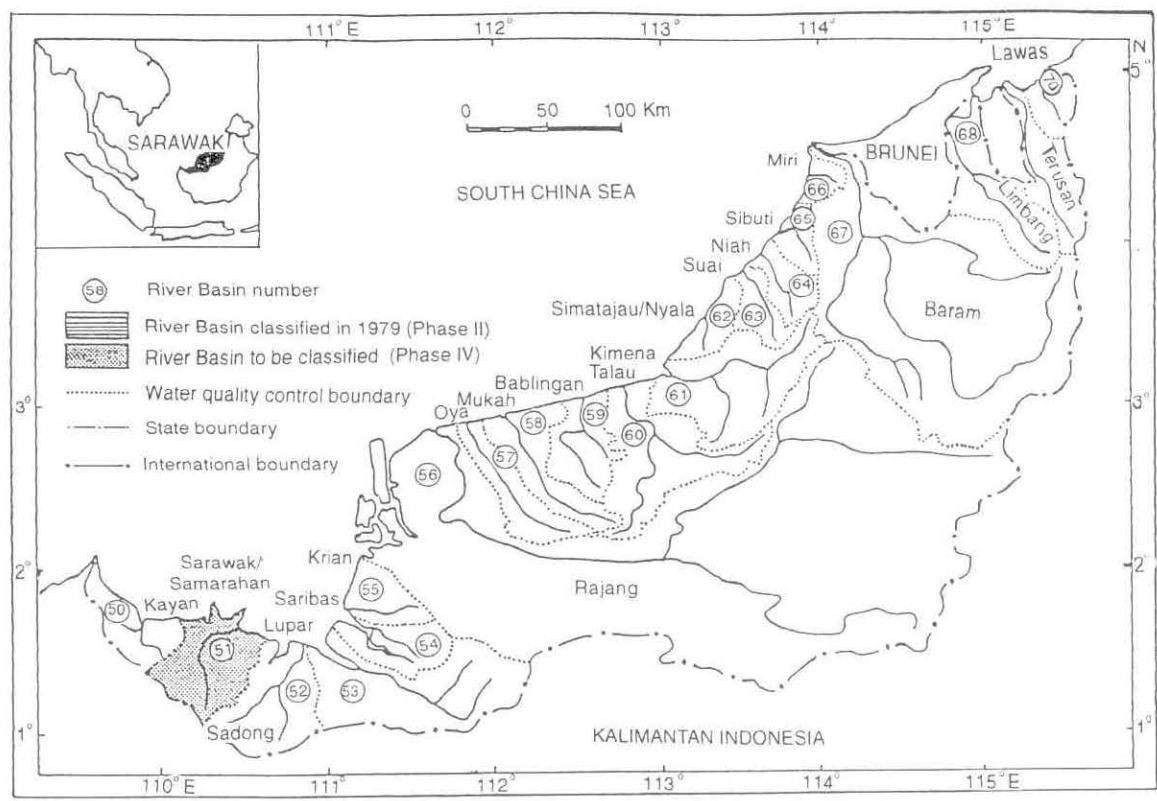 111° E
112° E
113° E
114° E
115° E
Lawas
N
5°
70
0 50 100 Km
SARAWAK
68
BRUNEI
Miri
SOUTH CHINA SEA
Terusan
66
Limbang
Sibuti
65
67
Niah
Suai
64
58 River Basin number
Simatajau/Nyala
62
63
Baram
River Basin classified in 1979 (Phase II)
Kimena
River Basin to be classified (Phase IV)
Talau
Bablingan
61
Water quality control boundary
Mukah
3°
3°
Oya
58
59
State boundary
60
57
International boundary
56
2°
Krian
2°
Sarawak/
Samarahan
Rajang
55
50
Kayan
Saribas
Lupar
54
51
52
53
1°
Sadong
1°
KALIMANTAN INDONESIA
110° E
111° E
112° E
113° E
114° E
115° E